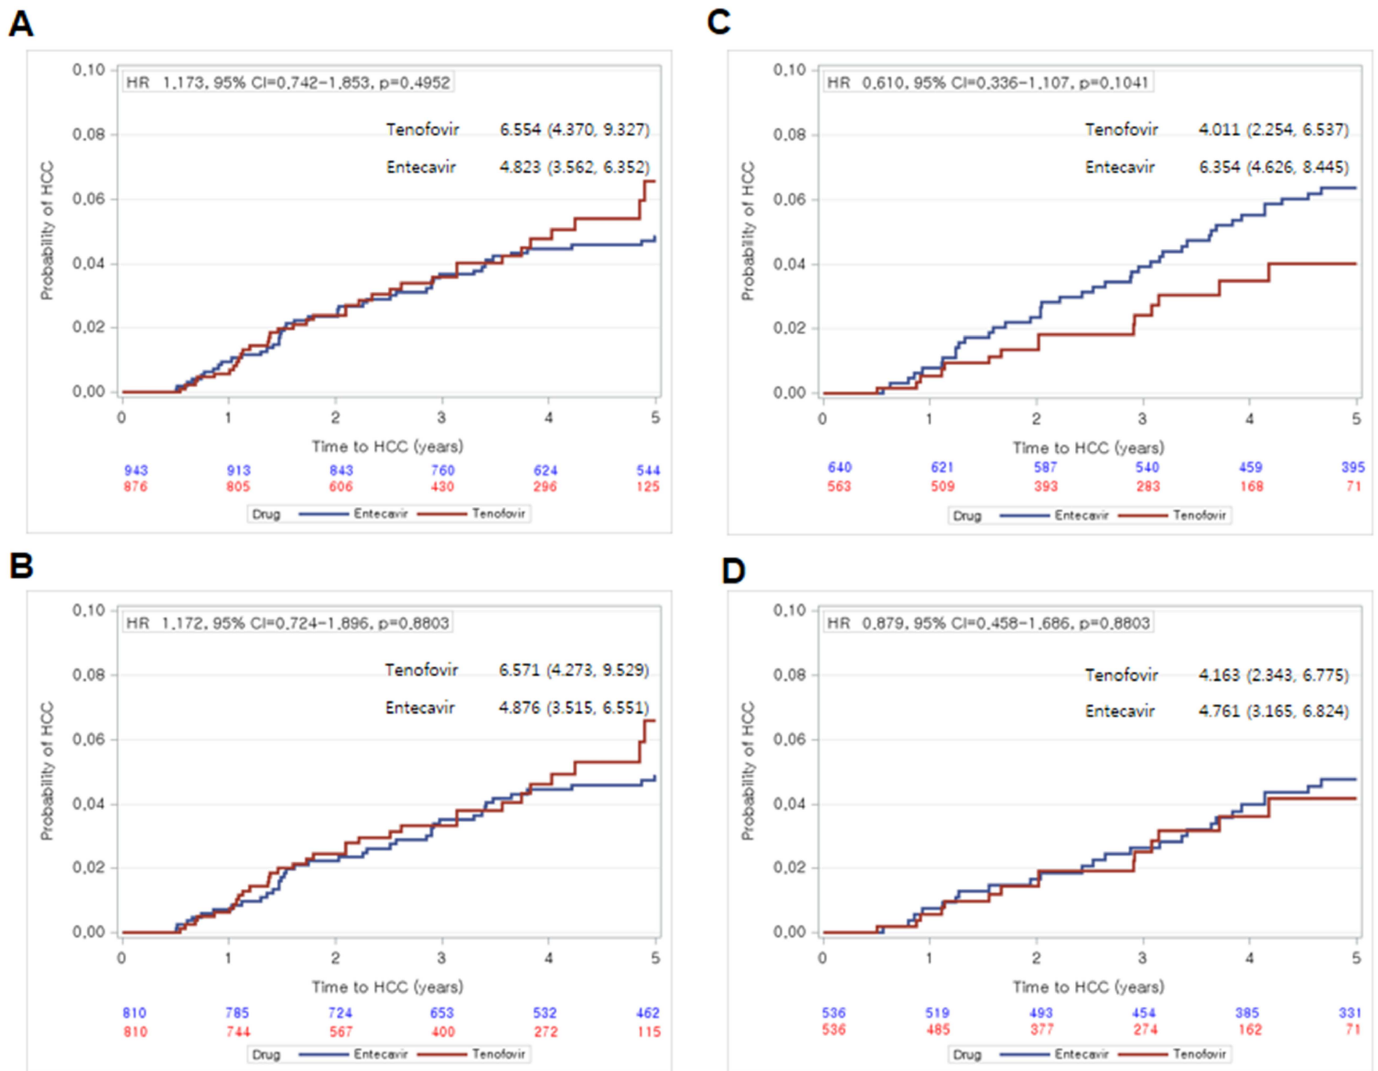 A
HR 1.173, 95% CI=0.742-1.853, p=0.4952
Tenofovir 6.554 (4.370, 9.327)
Entecavir 4.823 (3.562, 6.352)
Probability of HCC
0.10
0.08
0.06
0.04
0.02
0.00
0 1 2 3 4 5
Time to HCC (years)
943 913 843 760 624 544
876 805 606 430 296 125
Drug Entecavir Tenofovir
B
HR 1.172, 95% CI=0.724-1.896, p=0.8803
Tenofovir 6.571 (4.273, 9.529)
Entecavir 4.876 (3.515, 6.551)
Probability of HCC
0.10
0.08
0.06
0.04
0.02
0.00
0 1 2 3 4 5
Time to HCC (years)
810 785 724 653 532 462
810 744 567 400 272 115
Drug Entecavir Tenofovir
C
HR 0.610, 95% CI=0.336-1.107, p=0.1041
Tenofovir 4.011 (2.254, 6.537)
Entecavir 6.354 (4.626, 8.445)
Probability of HCC
0.10
0.08
0.06
0.04
0.02
0.00
0 1 2 3 4 5
Time to HCC (years)
640 621 587 540 459 395
563 509 393 283 168 71
Drug Entecavir Tenofovir
D
HR 0.879, 95% CI=0.458-1.686, p=0.8803
Tenofovir 4.163 (2.343, 6.775)
Entecavir 4.761 (3.165, 6.824)
Probability of HCC
0.10
0.08
0.06
0.04
0.02
0.00
0 1 2 3 4 5
Time to HCC (years)
536 519 493 454 385 331
536 485 377 274 162 71
Drug Entecavir Tenofovir